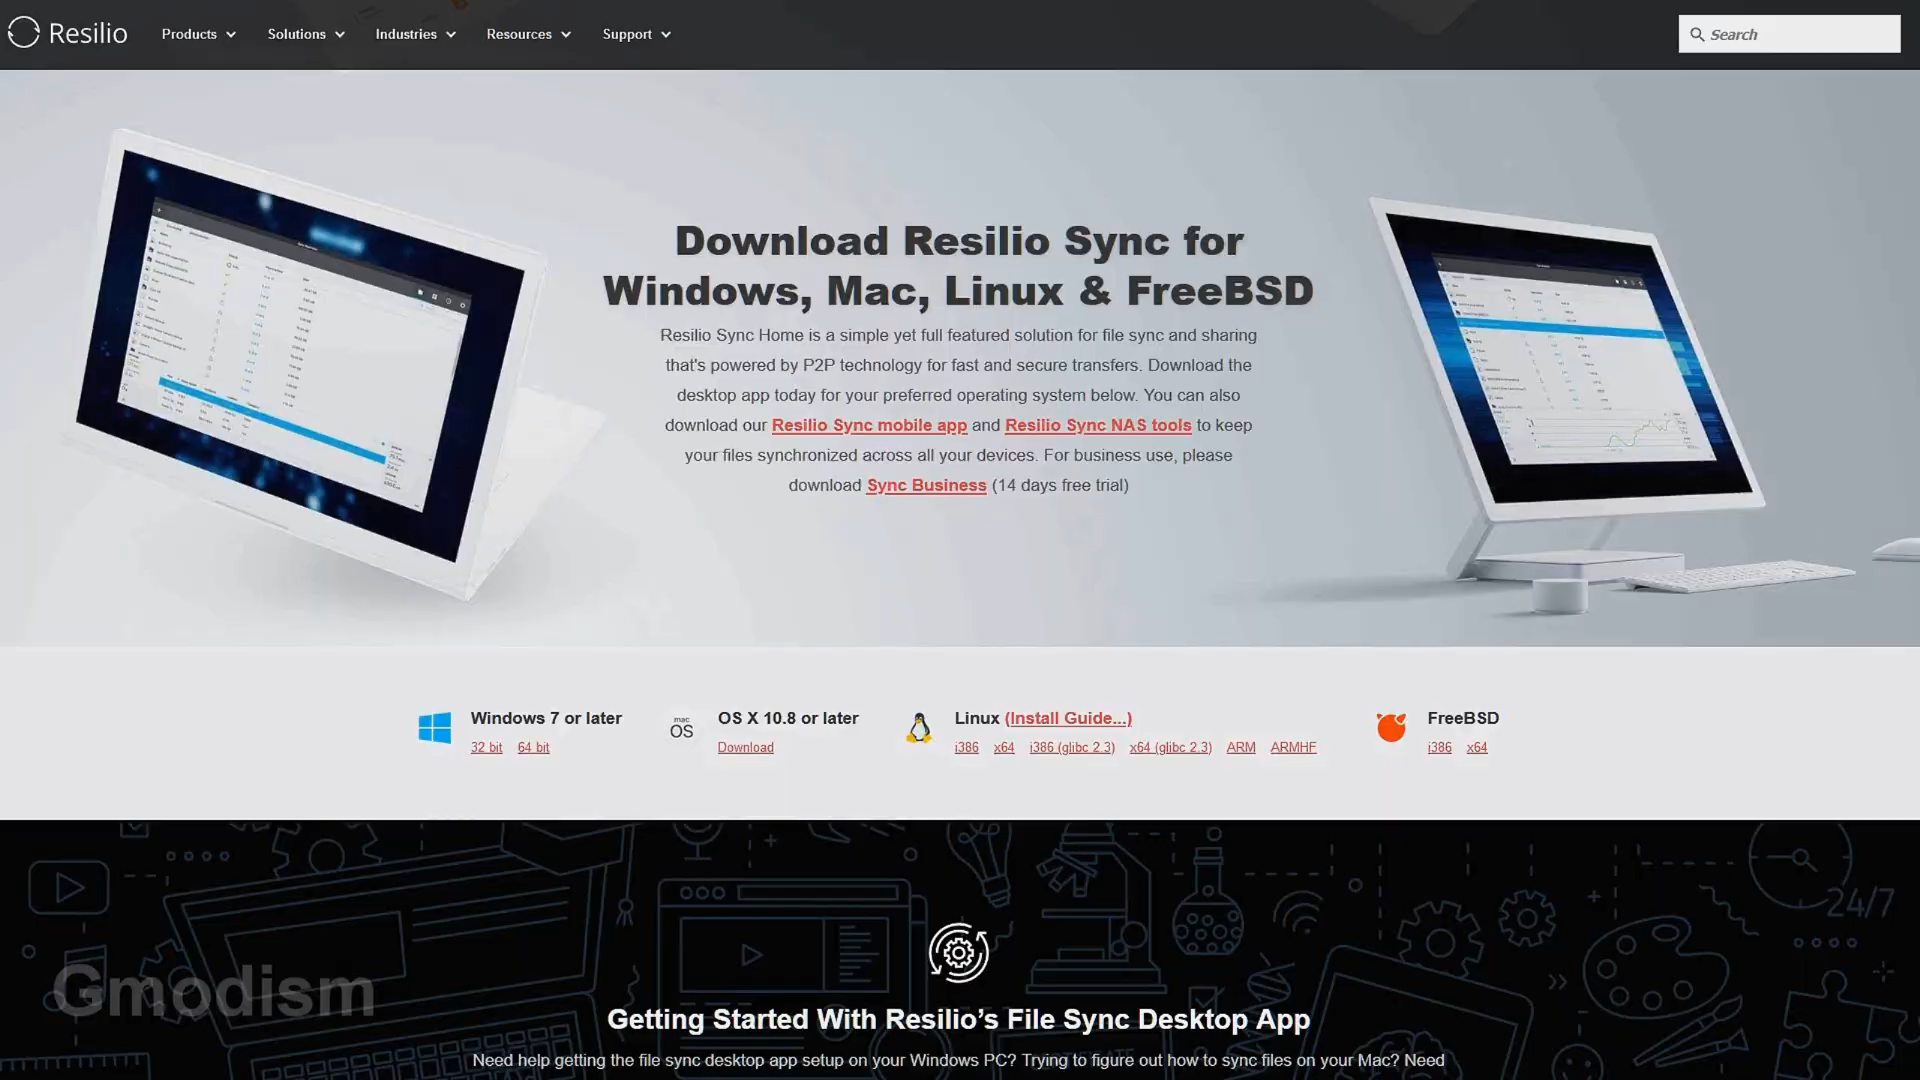 Resilio
Products
Solutions
Industries
Resources
Support
Search
Download Resilio Sync for
Windows, Mac, Linux & FreeBSD
Resilio Sync Home is a simple yet full featured solution for file sync and sharing
that's powered by P2P technology for fast and secure transfers. Download the
desktop app today for your preferred operating system below. You can also
download our Resilio Sync mobile app and Resilio Sync NAS tools to keep
your files synchronized across all your devices. For business use, please
download Sync Business (14 days free trial)
Windows 7 or later
32 bit 64 bit
mac
OS
OS X 10.8 or later
Download
Linux (Install Guide...)
i386 x64 i386 (glibc 2.3) x64 (glibc 2.3) ARM ARMHF
FreeBSD
i386 x64
24/7
Gmodism
Getting Started With Resilio’s File Sync Desktop App
Need help getting the file sync desktop app setup on your Windows PC? Trying to figure out how to sync files on your Mac? Need